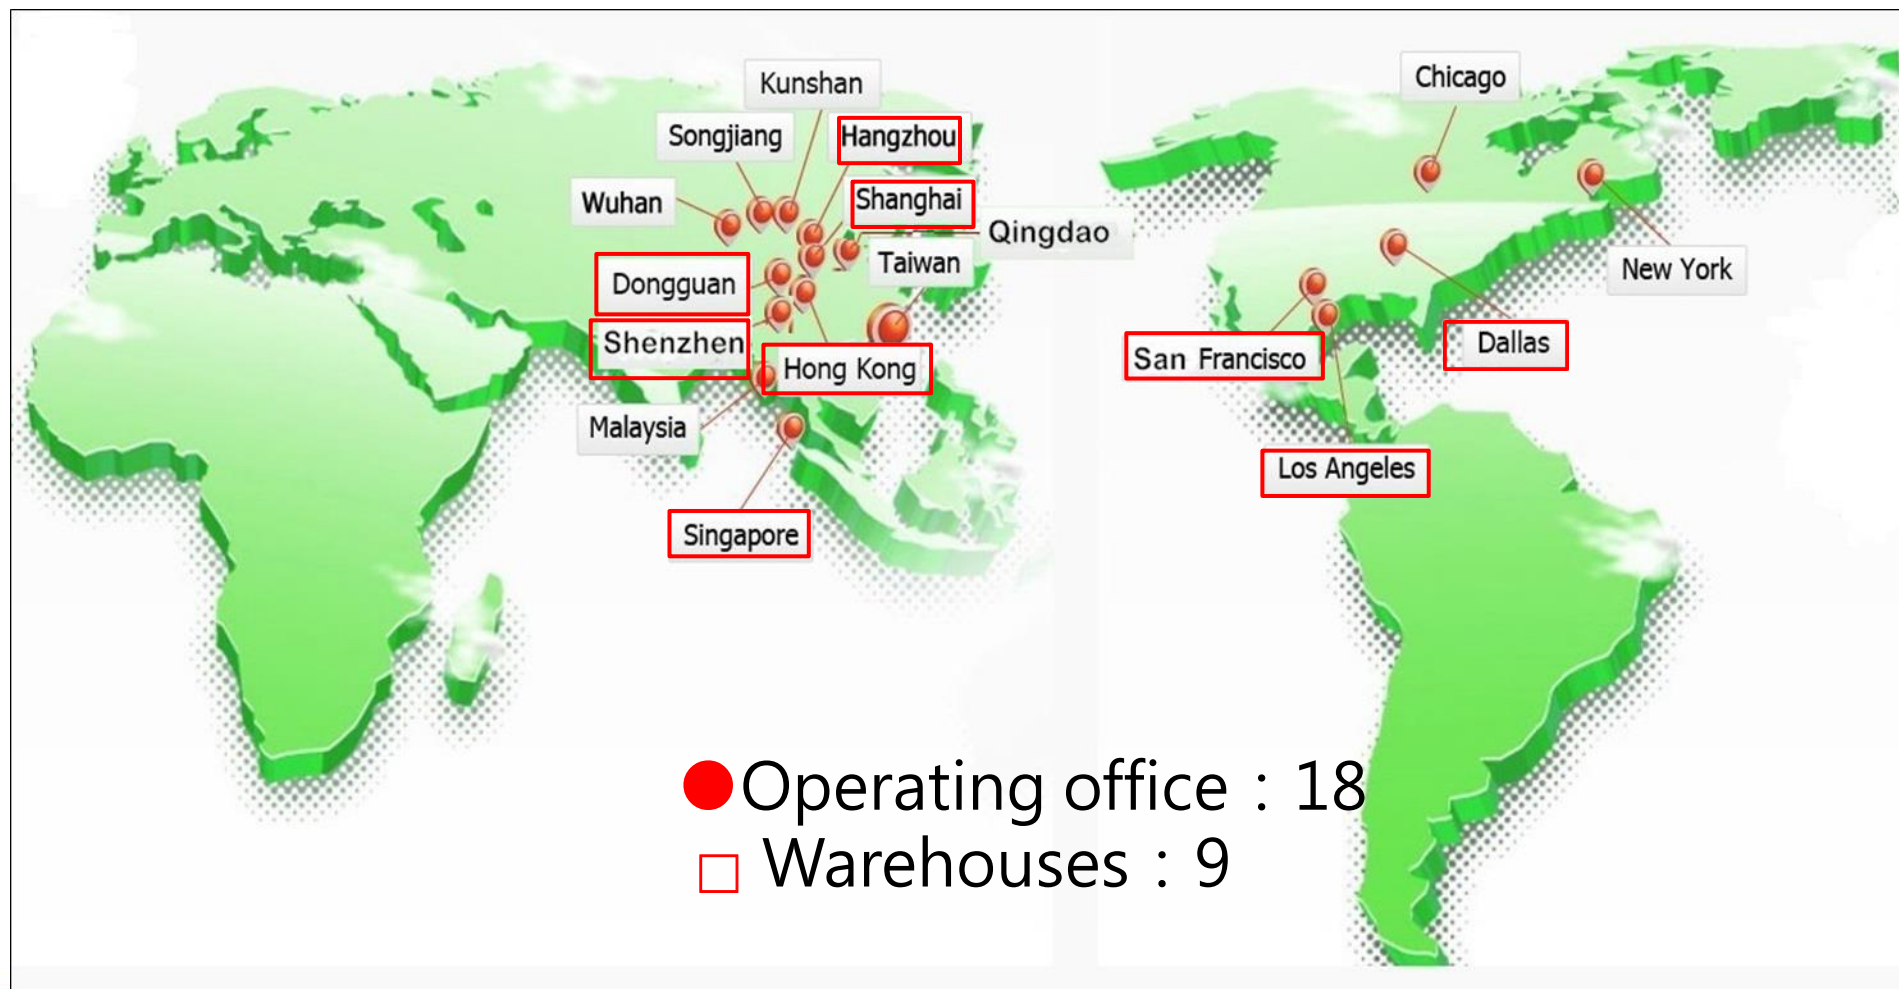 Kunshan
Chicago
Songjiang
Hangzhou
Wuhan
Shanghai
Qingdao
Taiwan
New York
Dongguan
Shenzhen
Hong Kong
San Francisco
Dallas
Malaysia
Los Angeles
Singapore
Operating office : 18
Warehouses : 9